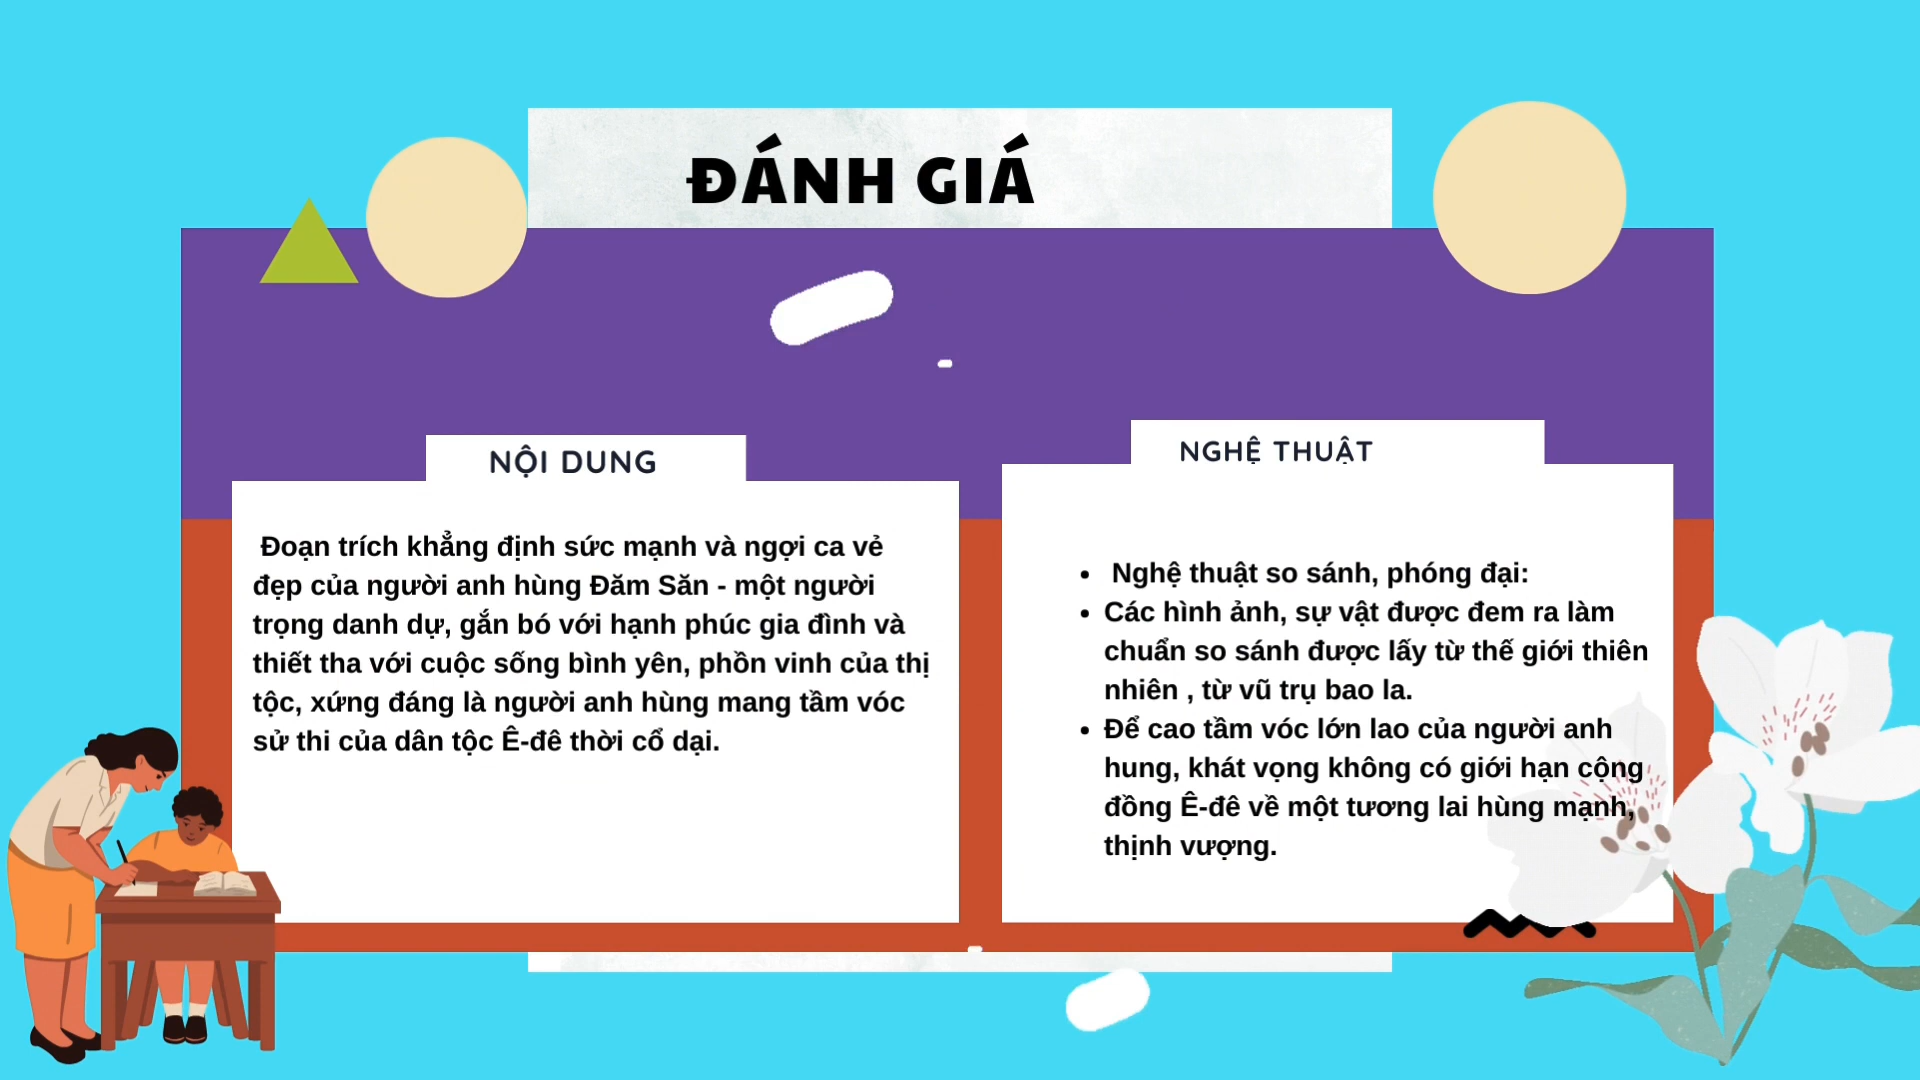 ĐÁNH GIÁ
NỘI DUNG
Đoạn trích khẳng định sức mạnh và ngợi ca vẻ
đẹp của người anh hùng Đăm Săn - một người
trọng danh dự, gắn bó với hạnh phúc gia đình và
thiết tha với cuộc sống bình yên, phồn vinh của thị
tộc, xứng đáng là người anh hùng mang tầm vóc
sử thi của dân tộc Ê-đê thời cổ dại.
NGHỆ THUẬT
• Nghệ thuật so sánh, phóng đại:
• Các hình ảnh, sự vật được đem ra làm
chuẩn so sánh được lấy từ thế giới thiên
nhiên , từ vũ trụ bao la.
• Để cao tầm vóc lớn lao của người anh
hung, khát vọng không có giới hạn cộng
đồng Ê-đê về một tương lai hùng mạnh,
thịnh vượng.